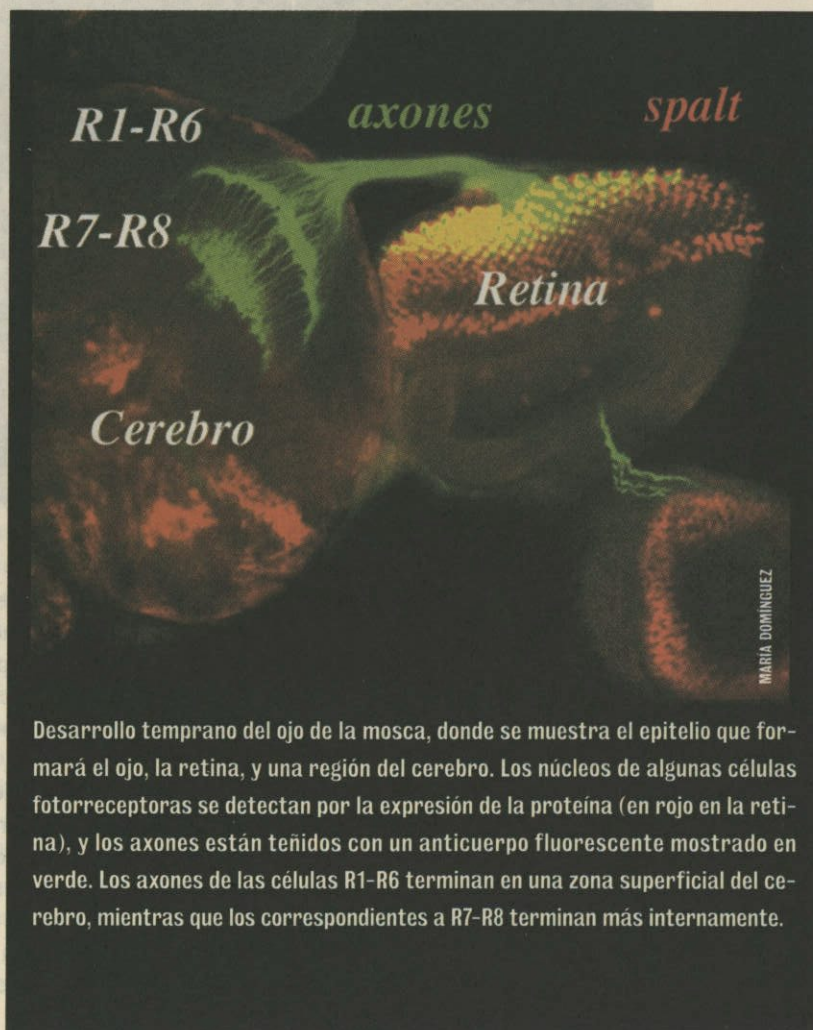 R1-R6
axones
spalt
R7-R8
Retina
Cerebro
MARÍA DOMÍNGUEZ
Desarrollo temprano del ojo de la mosca, donde se muestra el epitelio que for-
mará el ojo, la retina, y una región del cerebro. Los núcleos de algunas células
fotorreceptoras se detectan por la expresión de la proteína (en rojo en la reti-
na), y los axones están teñidos con un anticuerpo fluorescente mostrado en
verde. Los axones de las células R1-R6 terminan en una zona superficial del ce-
rebro, mientras que los correspondientes a R7-R8 terminan más internamente.